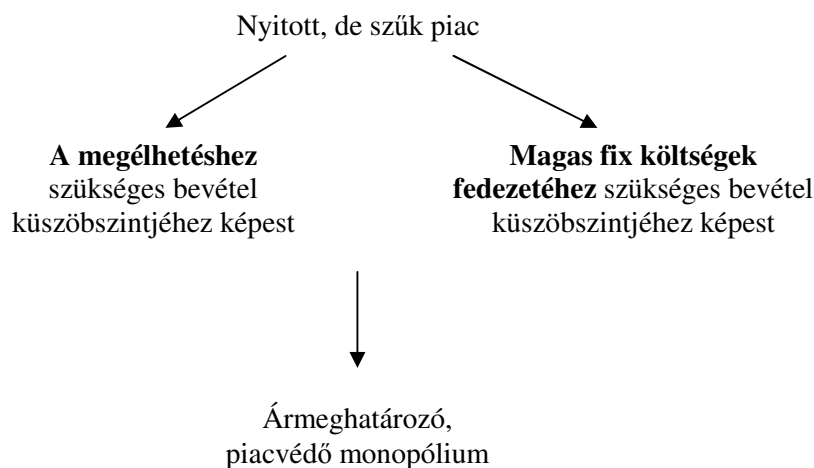 Nyitott, de szűk piac
A megélhetéshez
szükséges bevétel
küszöbszintjéhez képest
Magas fix költségek
fedezetéhez szükséges bevétel
küszöbszintjéhez képest
Ármeghatározó,
piacvédő monopólium